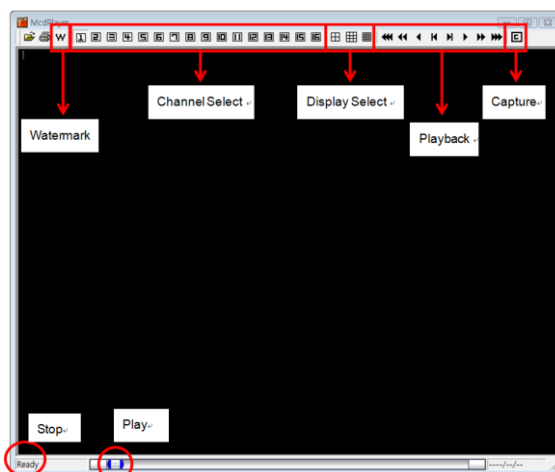 McdPlayer
W 1 2 3 4 5 6 7 8 9 10 11 12 13 14 15 16 C
Channel Select
Display Select
Capture
Watermark
Playback
Stop
Play
Ready
----/--/--